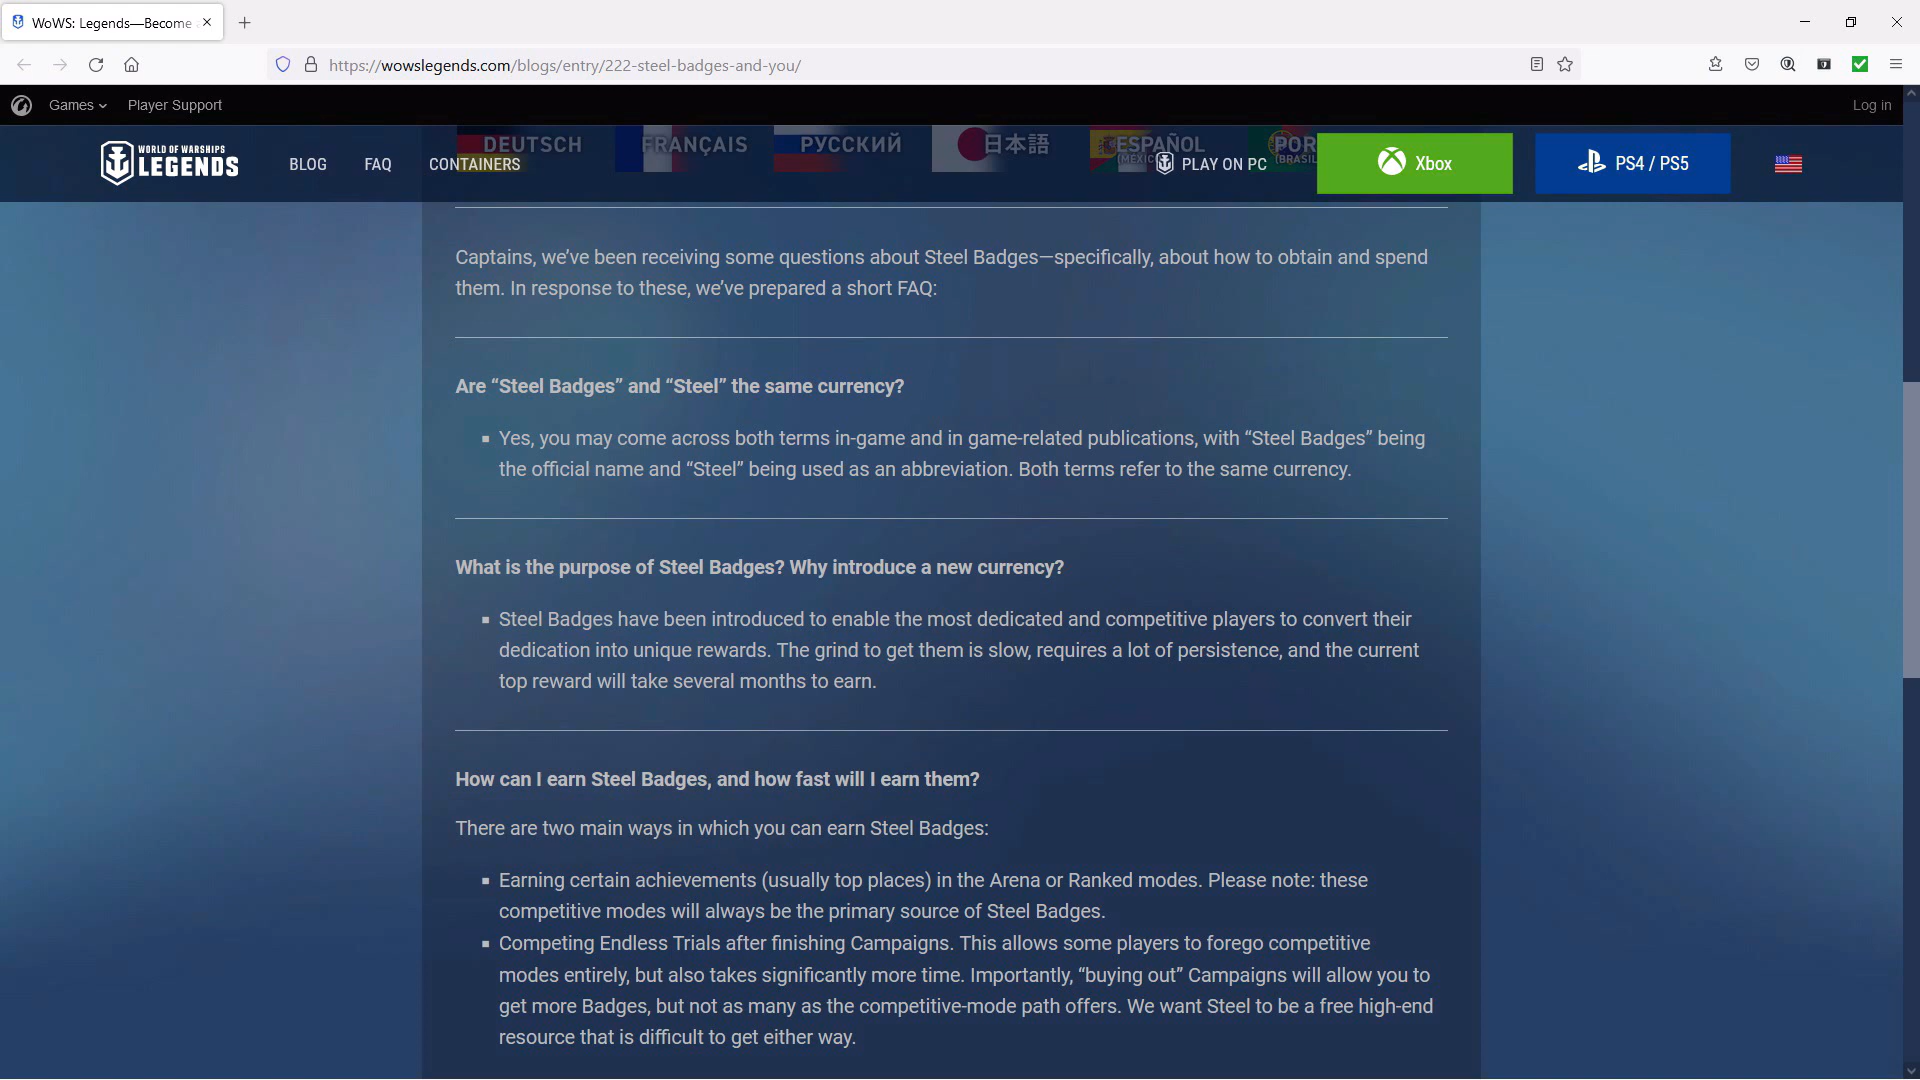 WoWS: Legends—Become
https://wowslegends.com/blogs/entry/222-steel-badges-and-you/
Games
Player Support
Log in
WORLD OF WARSHIPS
LEGENDS
BLOG
FAQ
CONTAINERS
DEUTSCH
FRANÇAIS
РУССКИЙ
日本語
ESPAÑOL
POR
(BRASIL
PLAY ON PC
Xbox
PS4 / PS5
Captains, we’ve been receiving some questions about Steel Badges—specifically, about how to obtain and spend
them. In response to these, we’ve prepared a short FAQ:
Are “Steel Badges” and “Steel” the same currency?
Yes, you may come across both terms in-game and in game-related publications, with “Steel Badges” being
the official name and “Steel” being used as an abbreviation. Both terms refer to the same currency.
What is the purpose of Steel Badges? Why introduce a new currency?
Steel Badges have been introduced to enable the most dedicated and competitive players to convert their
dedication into unique rewards. The grind to get them is slow, requires a lot of persistence, and the current
top reward will take several months to earn.
How can I earn Steel Badges, and how fast will I earn them?
There are two main ways in which you can earn Steel Badges:
Earning certain achievements (usually top places) in the Arena or Ranked modes. Please note: these
competitive modes will always be the primary source of Steel Badges.
Competing Endless Trials after finishing Campaigns. This allows some players to forego competitive
modes entirely, but also takes significantly more time. Importantly, “buying out” Campaigns will allow you to
get more Badges, but not as many as the competitive-mode path offers. We want Steel to be a free high-end
resource that is difficult to get either way.